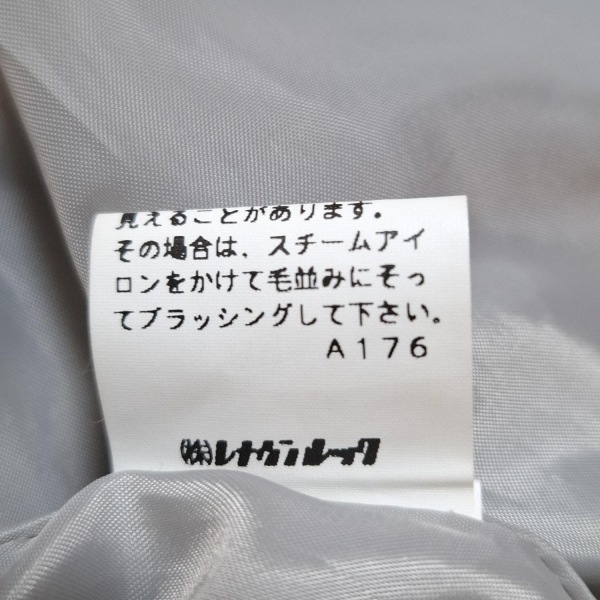 見えることがあります。
その場合は、スチームアイ
ロンをかけて毛並みにそっ
てブラッシングして下さい。
A176
㈱レナウンルック